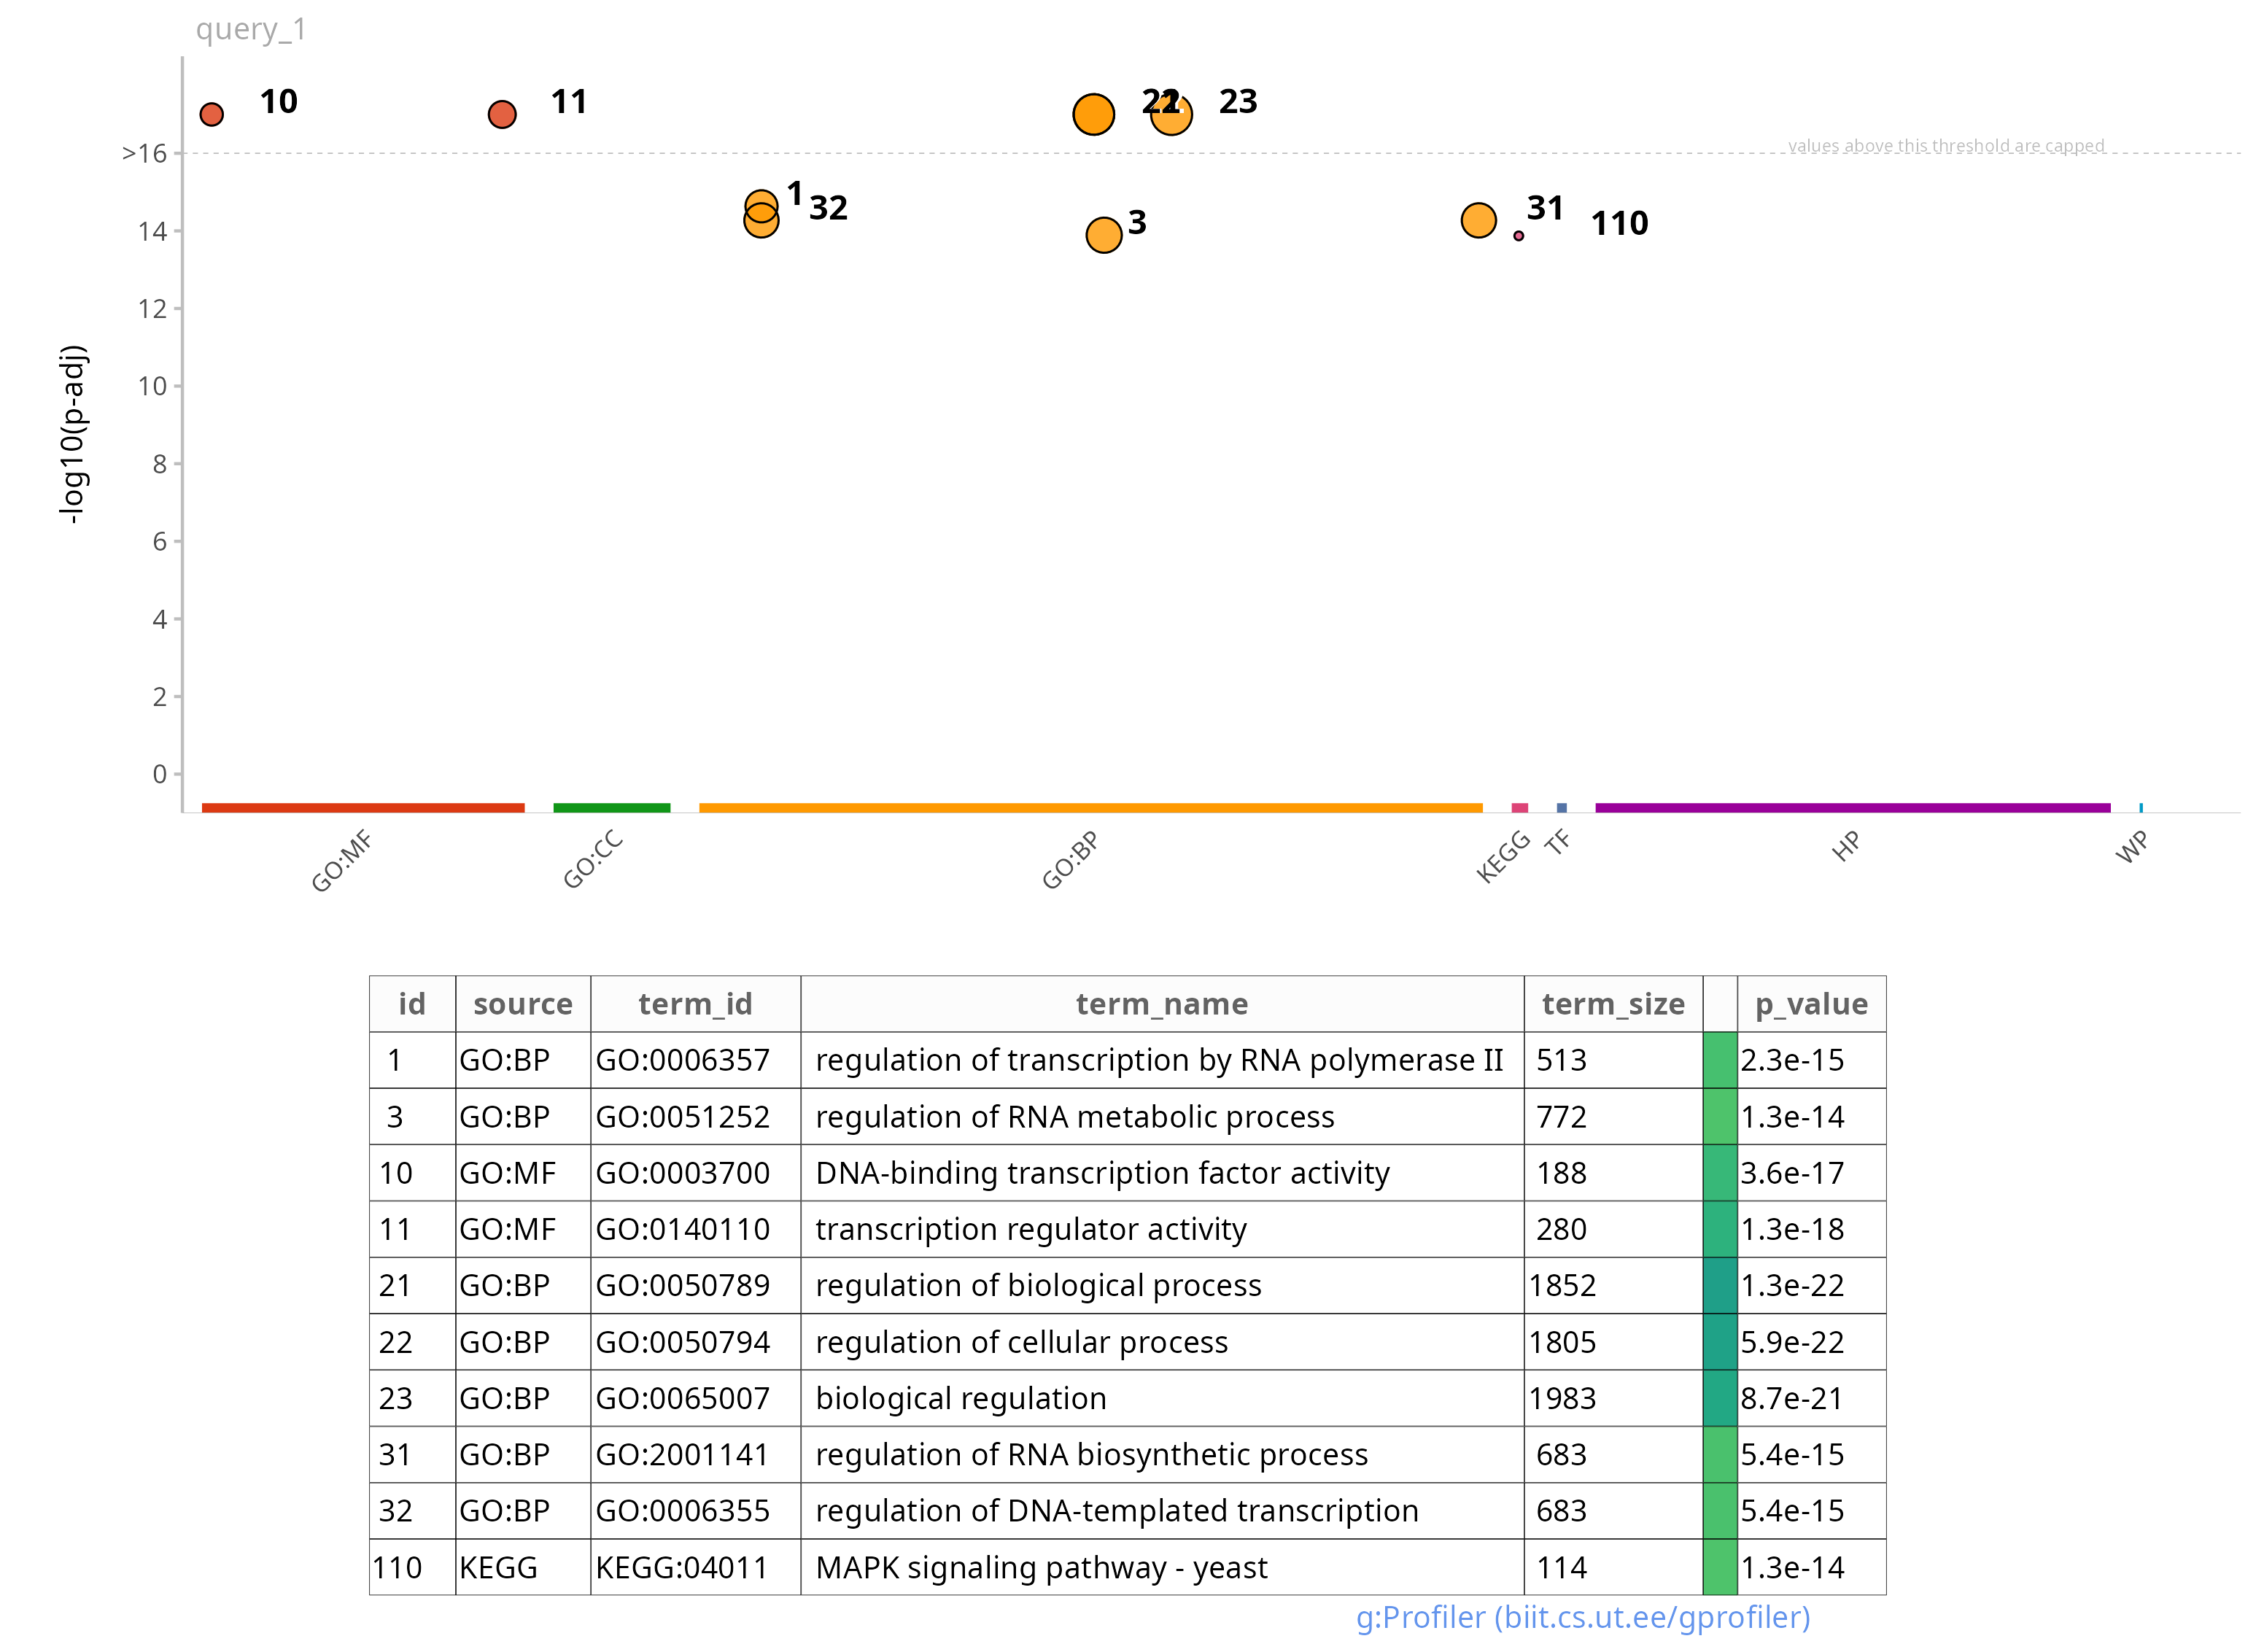 query_1
10 11 22 23
>16
values above this threshold are capped
1 32 3 31 110
14
12
10
8
6
4
2
0
-log10(p-adj)
GO:MF GO:CC GO:BP KEGG TF HP WP
id source term_id term_name term_size p_value
1 GO:BP GO:0006357 regulation of transcription by RNA polymerase II 513 2.3e-15
3 GO:BP GO:0051252 regulation of RNA metabolic process 772 1.3e-14
10 GO:MF GO:0003700 DNA-binding transcription factor activity 188 3.6e-17
11 GO:MF GO:0140110 transcription regulator activity 280 1.3e-18
21 GO:BP GO:0050789 regulation of biological process 1852 1.3e-22
22 GO:BP GO:0050794 regulation of cellular process 1805 5.9e-22
23 GO:BP GO:0065007 biological regulation 1983 8.7e-21
31 GO:BP GO:2001141 regulation of RNA biosynthetic process 683 5.4e-15
32 GO:BP GO:0006355 regulation of DNA-templated transcription 683 5.4e-15
110 KEGG KEGG:04011 MAPK signaling pathway - yeast 114 1.3e-14
g:Profiler (biit.cs.ut.ee/gprofiler)